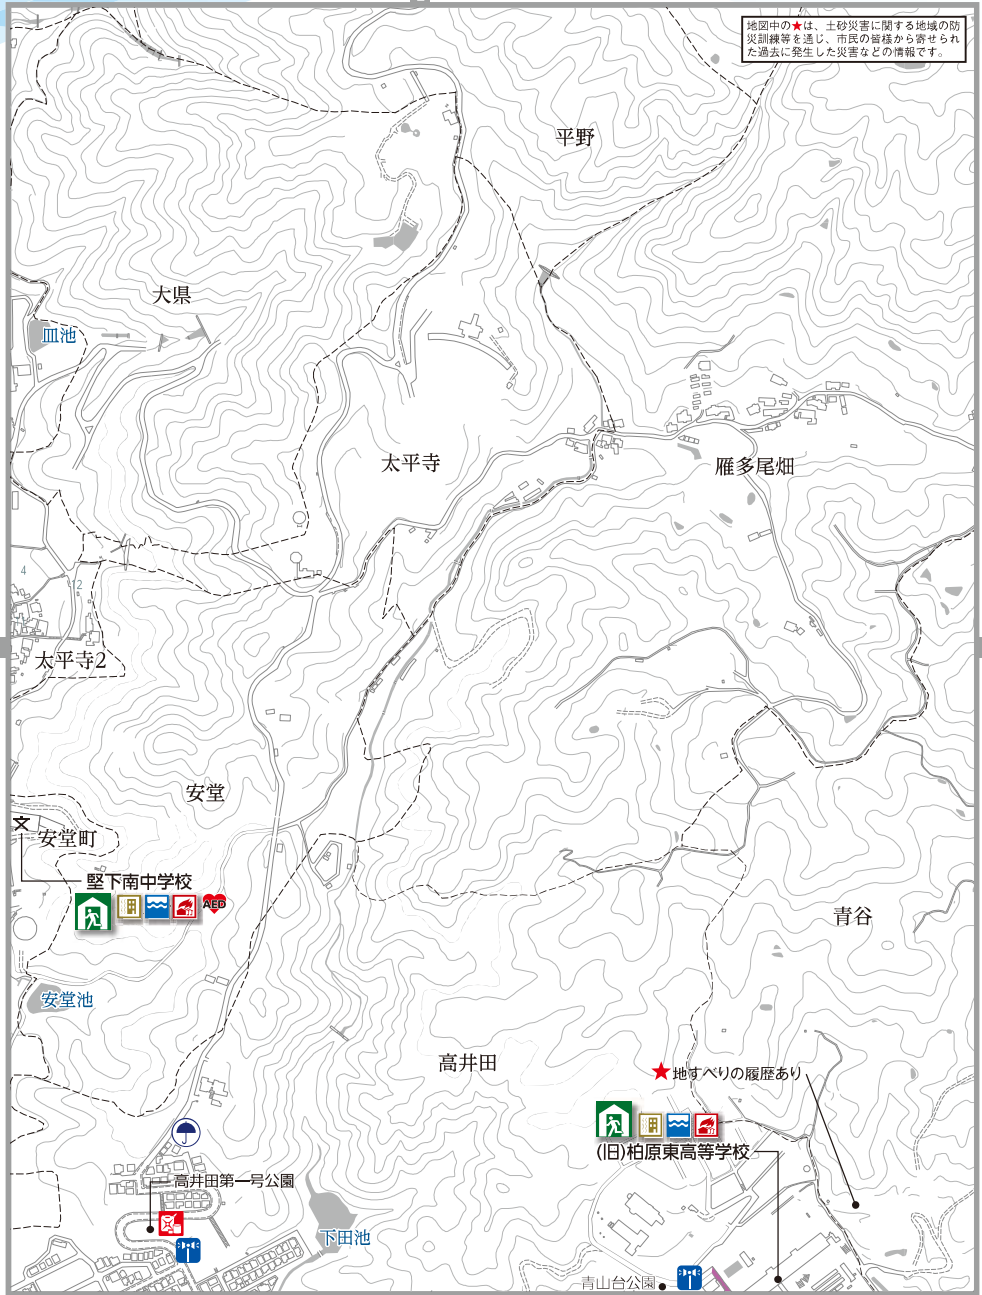 地図中の★は、土砂災害に関する地域の防
災訓練等を通じ、市民の皆様から寄せられ
た過去に発生した災害などの情報です。
平野
大県
皿池
太平寺
雁多尾畑
4
12
太平寺2
安堂
安堂町
堅下南中学校
AED
青谷
安堂池
高井田
★地すべりの履歴あり
(旧)柏原東高等学校
高井田第一号公園
下田池
青山台公園